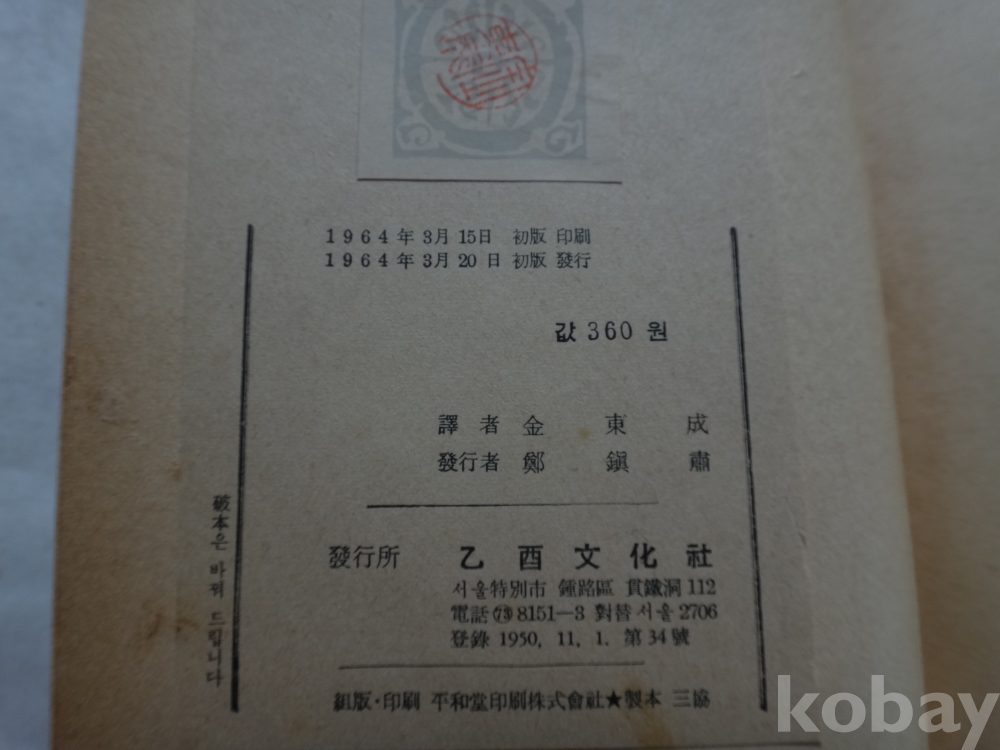 1964年 3月 15日 初版 印刷
1964年 3月 20日 初版 發行
값 360 원
譯者 金東成
發行者 鄭鎭肅
發行所 乙酉文化社
서울特別市 鍾路區 貫鐵洞 112
電話 ㉓ 8151—3 對替 서울 2706
登錄 1950. 11. 1. 第34號
組版·印刷 平和堂印刷株式會社★製本 三協
破本은 바꿔 드립니다
kobay